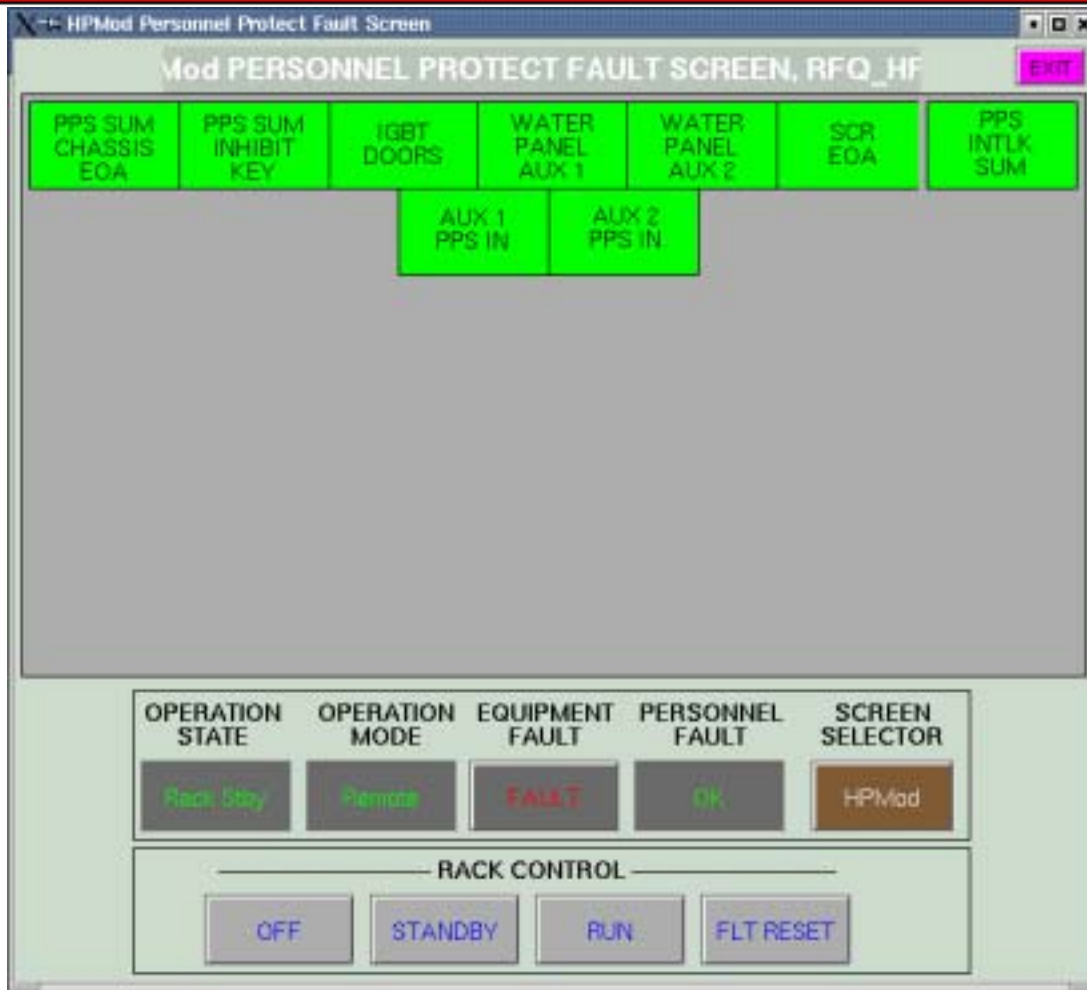 HPMod Personnel Protect Fault Screen
Mod PERSONNEL PROTECT FAULT SCREEN, RFQ_HP
EXIT
PPS SUM
CHASSIS
EOA
PPS SUM
INHIBIT
KEY
IGBT
DOORS
WATER
PANEL
AUX 1
WATER
PANEL
AUX 2
SCR
EOA
PPS
INTLK
SUM
AUX 1
PPS IN
AUX 2
PPS IN
OPERATION
STATE
OPERATION
MODE
EQUIPMENT
FAULT
PERSONNEL
FAULT
SCREEN
SELECTOR
Rack Stby
Remote
FAULT
OK
HPMod
RACK CONTROL
OFF
STANDBY
RUN
FLT RESET